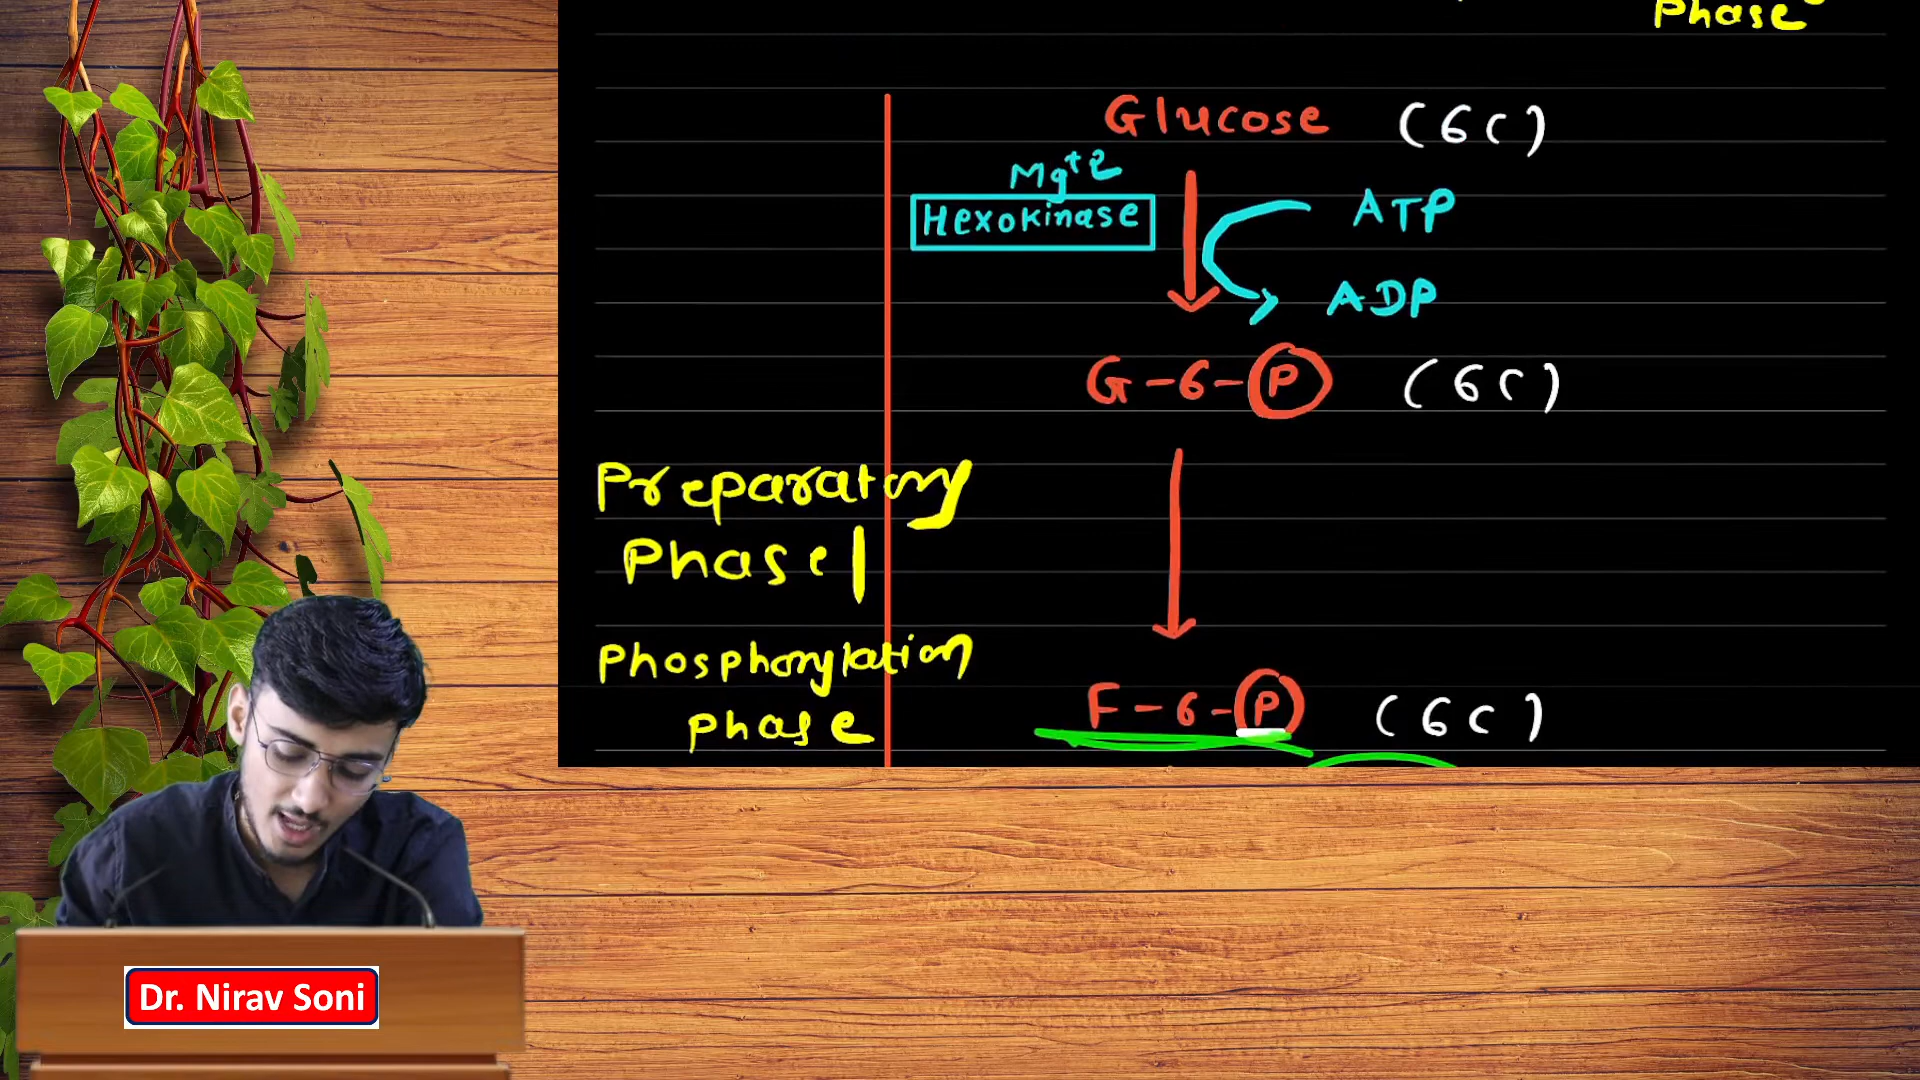 Phase
Glucose (6C)
Mg+2
Hexokinase
ATP
ADP
G-6-P (6C)
Preparatory
Phase |
F-6-P (6C)
Phosphorylation
Phase
Dr. Nirav Soni